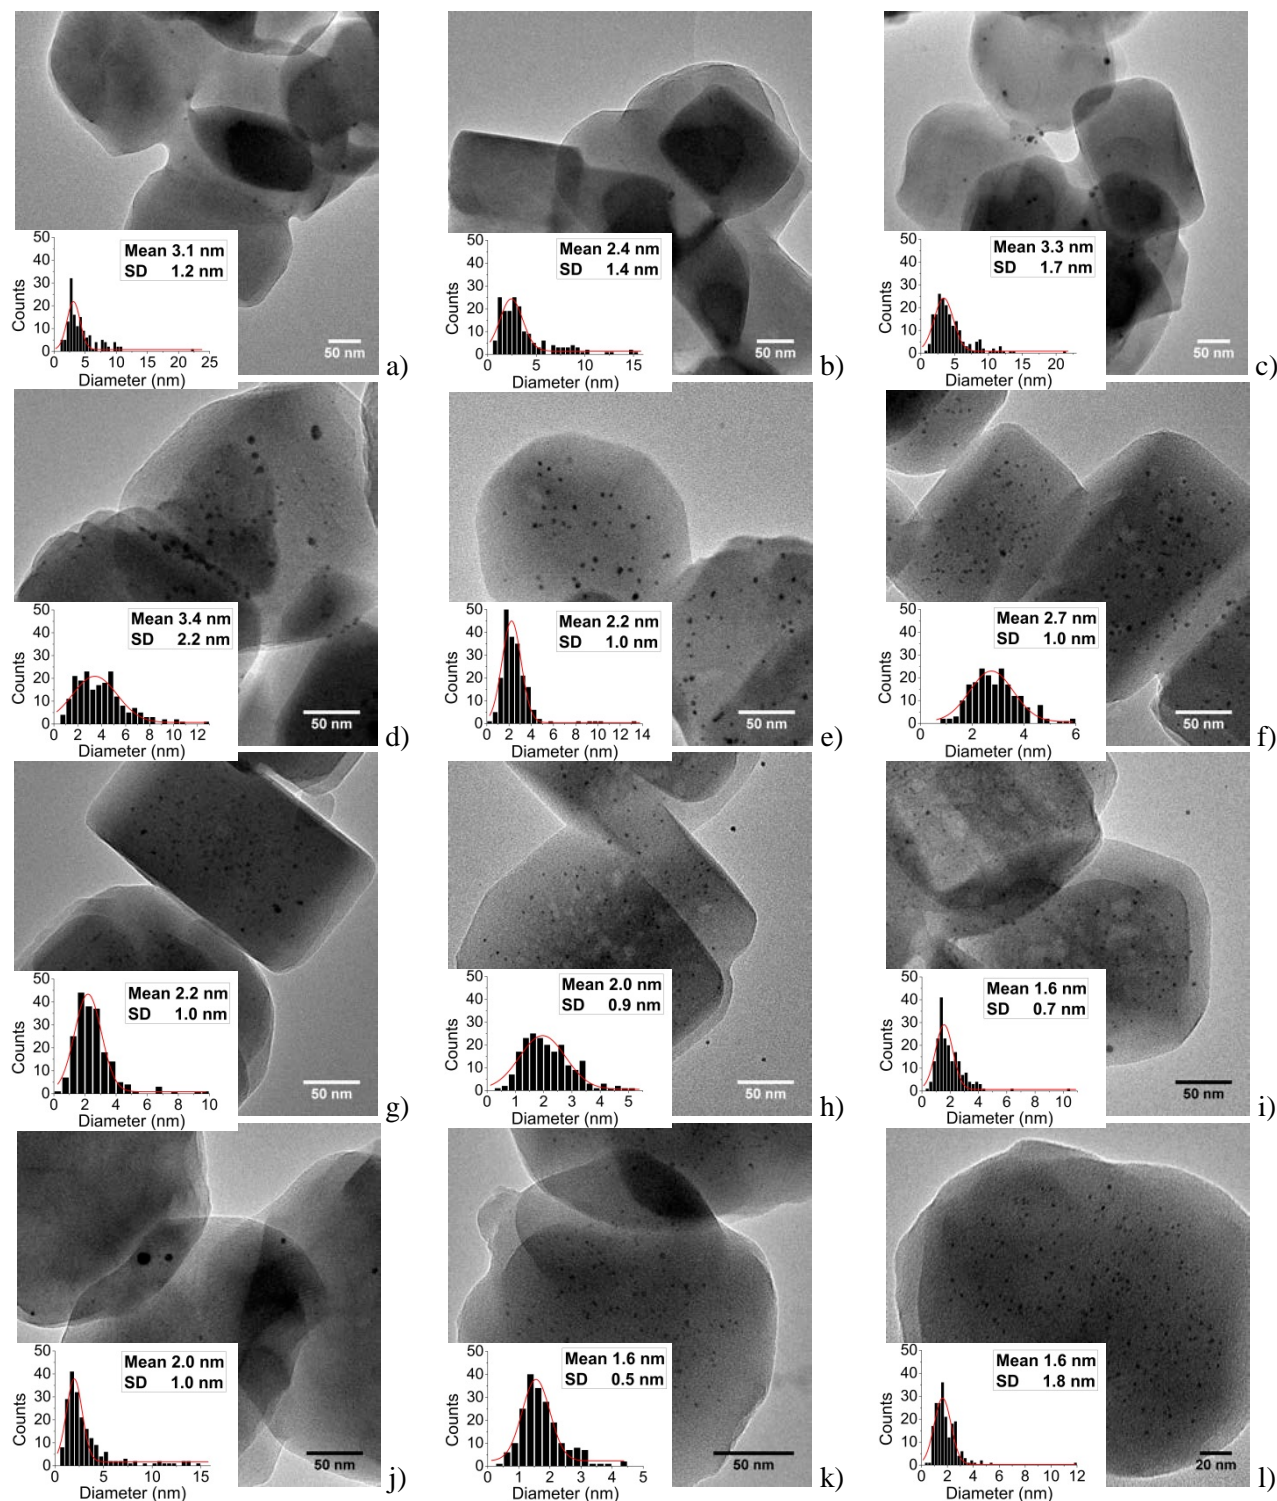 50
40
30
20
10
0
Counts
Mean 3.1 nm
SD 1.2 nm
0 5 10 15 20 25
Diameter (nm)
50 nm
a)
50
40
30
20
10
0
Counts
Mean 2.4 nm
SD 1.4 nm
0 5 10 15
Diameter (nm)
50 nm
b)
50
40
30
20
10
0
Counts
Mean 3.3 nm
SD 1.7 nm
0 5 10 15 20
Diameter (nm)
50 nm
c)
50
40
30
20
10
0
Counts
Mean 3.4 nm
SD 2.2 nm
0 2 4 6 8 10 12
Diameter (nm)
50 nm
d)
50
40
30
20
10
0
Counts
Mean 2.2 nm
SD 1.0 nm
0 2 4 6 8 10 12 14
Diameter (nm)
50 nm
e)
50
40
30
20
10
0
Counts
Mean 2.7 nm
SD 1.0 nm
0 2 4 6
Diameter (nm)
50 nm
f)
50
40
30
20
10
0
Counts
Mean 2.2 nm
SD 1.0 nm
0 2 4 6 8 10
Diameter (nm)
50 nm
g)
50
40
30
20
10
0
Counts
Mean 2.0 nm
SD 0.9 nm
0 1 2 3 4 5
Diameter (nm)
50 nm
h)
50
40
30
20
10
0
Counts
Mean 1.6 nm
SD 0.7 nm
0 2 4 6 8 10
Diameter (nm)
50 nm
i)
50
40
30
20
10
0
Counts
Mean 2.0 nm
SD 1.0 nm
0 5 10 15
Diameter (nm)
50 nm
j)
50
40
30
20
10
0
Counts
Mean 1.6 nm
SD 0.5 nm
0 1 2 3 4 5
Diameter (nm)
50 nm
k)
50
40
30
20
10
0
Counts
Mean 1.6 nm
SD 1.8 nm
0 2 4 6 8 10 12
Diameter (nm)
20 nm
l)